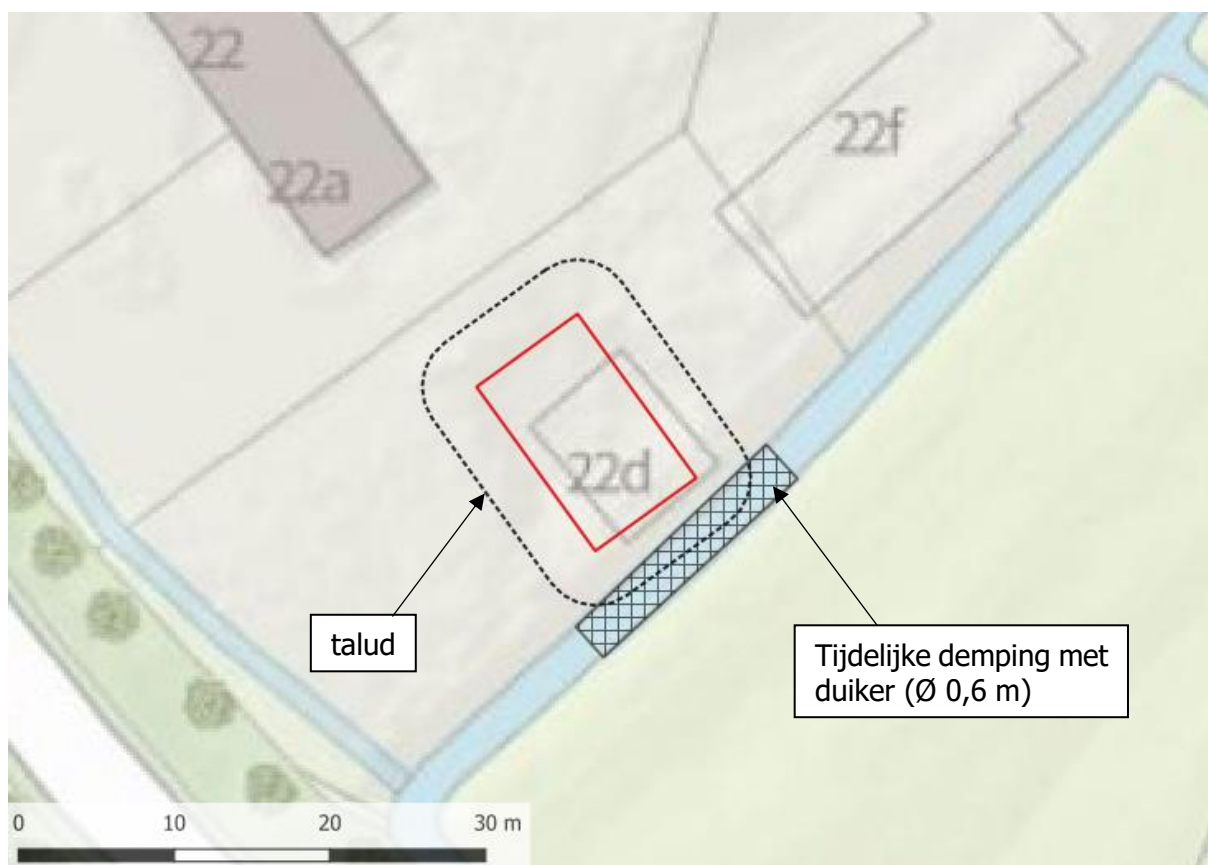 22
22a
22f
22d
talud
Tijdelijke demping met
duiker (Ø 0,6 m)
0 10 20 30 m